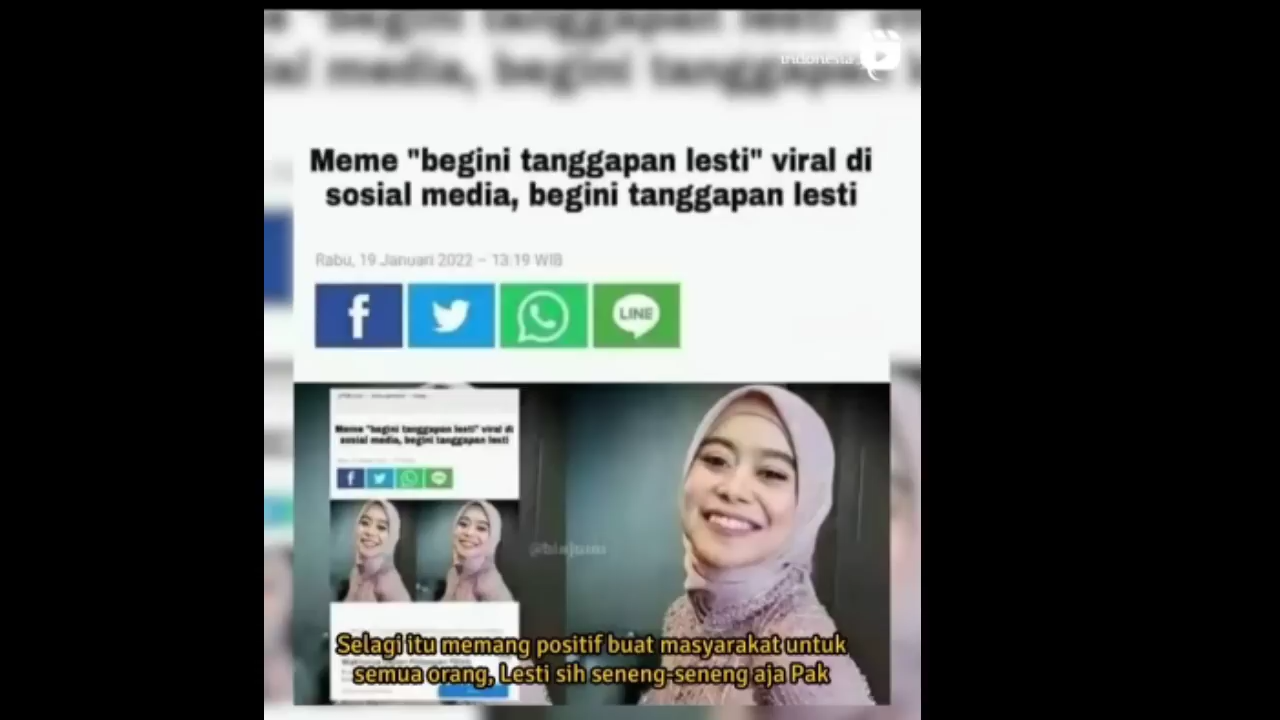 Indonesia
Meme "begini tanggapan lesti" viral di
sosial media, begini tanggapan lesti
Rabu, 19 Januari 2022 – 13:19 WIB
LINE
Meme "begini tanggapan lesti" viral di
sosial media, begini tanggapan lesti
Selagi itu memang positif buat masyarakat untuk
semua orang, Lesti sih seneng-seneng aja Pak